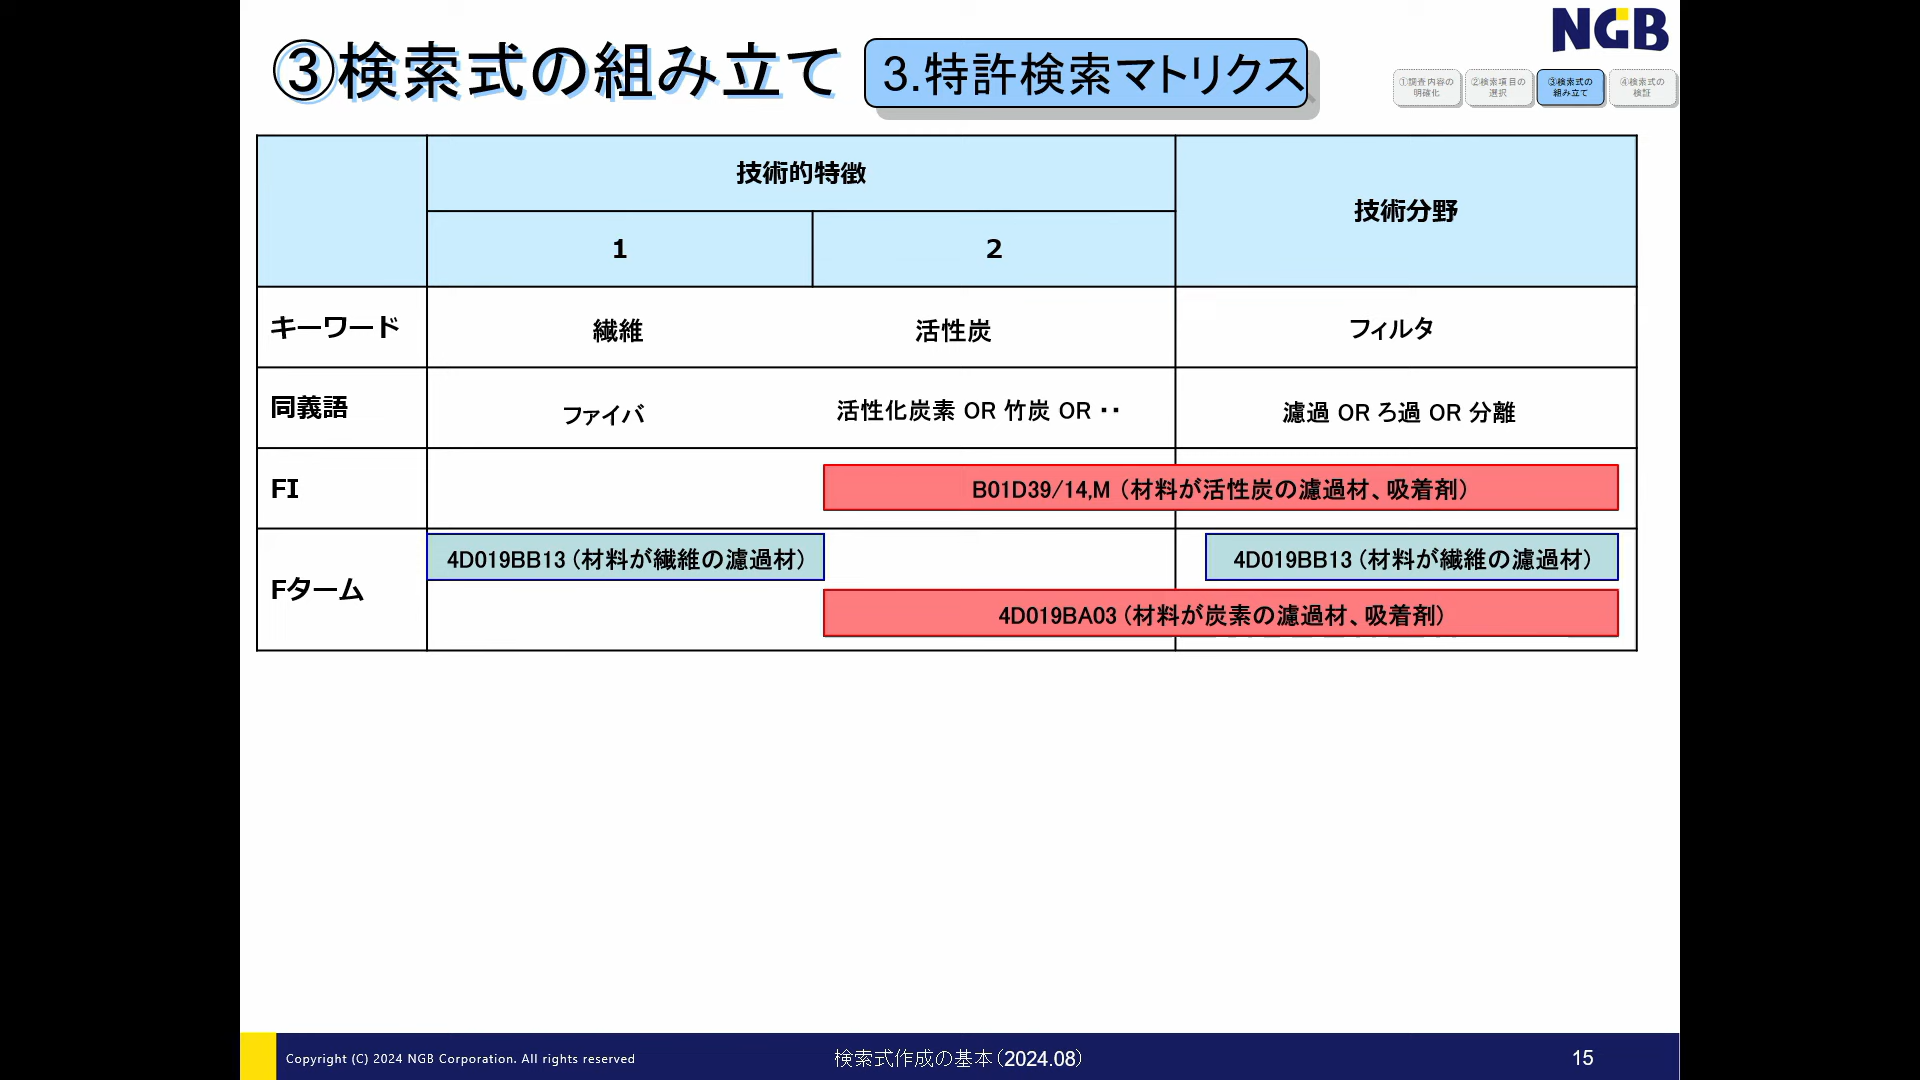 NGB
③検索式の組み立て
3.特許検索マトリクス
①調査内容の
明確化
②検索項目の
選択
③検索式の
組み立て
④検索式の
検証
技術的特徴
技術分野
1
2
キーワード
繊維
活性炭
フィルタ
同義語
ファイバ
活性化炭素 OR 竹炭 OR ・・
濾過 OR ろ過 OR 分離
FI
B01D39/14,M（材料が活性炭の濾過材、吸着剤）
Fターム
4D019BB13（材料が繊維の濾過材）
4D019BB13（材料が繊維の濾過材）
4D019BA03（材料が炭素の濾過材、吸着剤）
Copyright (C) 2024 NGB Corporation. All rights reserved
検索式作成の基本（2024.08）
15